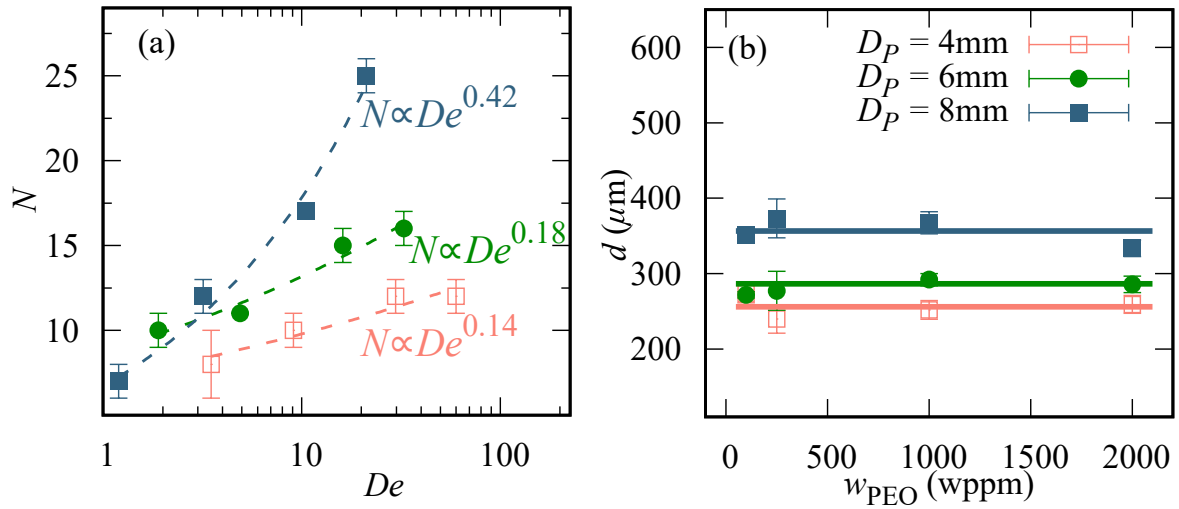 (a)
25
20
15
10
N
1
10
100
De
N∝De^0.42
N∝De^0.18
N∝De^0.14
(b)
D_P = 4mm
D_P = 6mm
D_P = 8mm
600
500
400
300
200
d (μm)
0
500
1000
1500
2000
w_PEO (wppm)